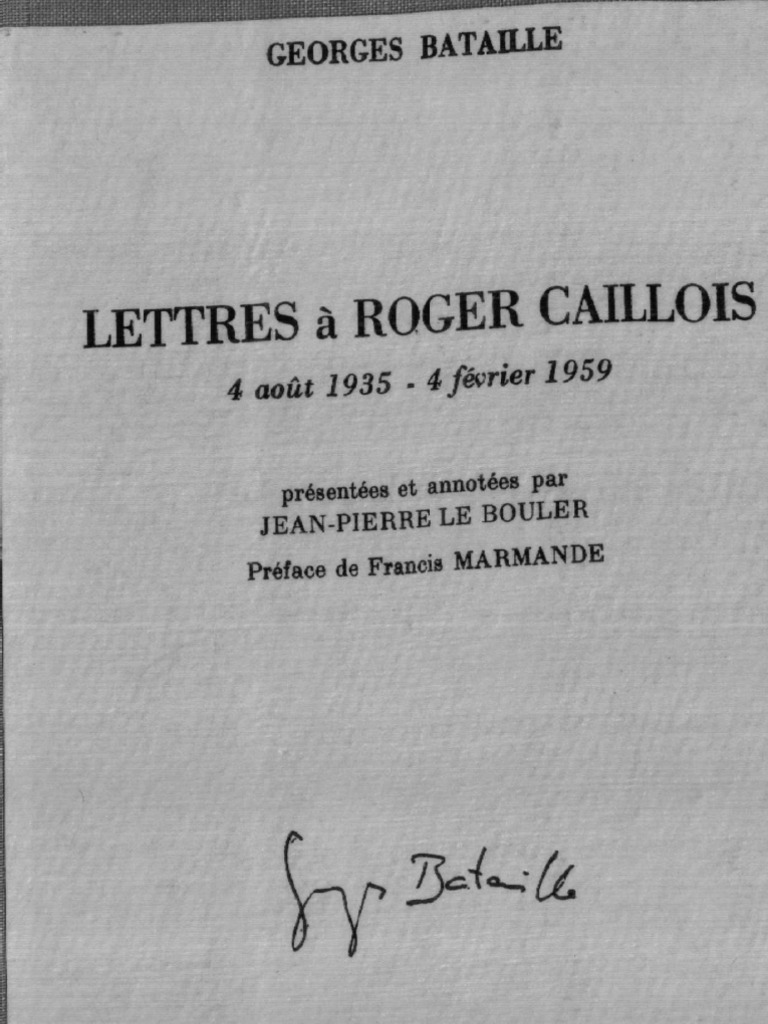 GEORGES BATAILLE
LETTRES à ROGER CAILLOIS
4 août 1935 - 4 février 1959
présentées et annotées par
JEAN-PIERRE LE BOULER
Préface de Francis MARMANDE
Georges Bataille